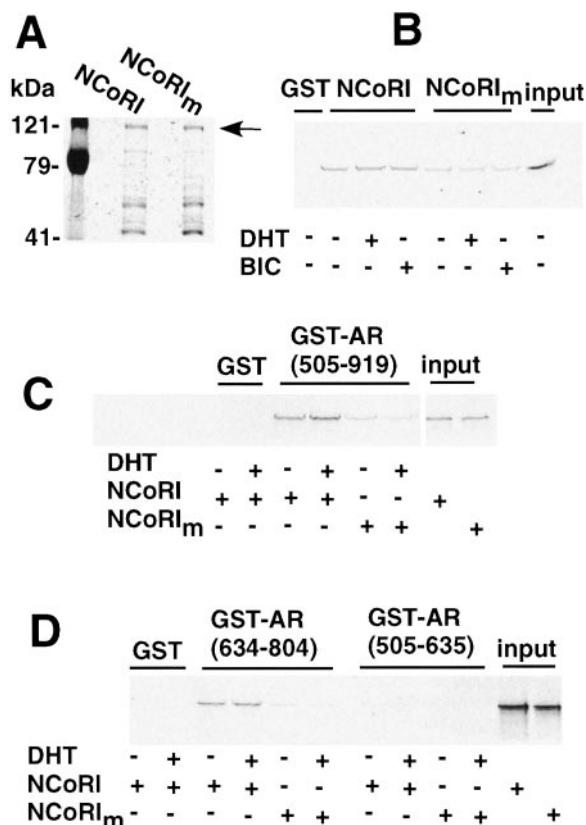 A
NCoRI
NCoRIm
kDa
121-
79-
41-
B
GST NCoRI NCoRIm input
DHT - - + - - + - -
BIC - - - + - - + -
C
GST
GST-AR
(505-919)
input
DHT - + - + - +
NCoRI + + + + - - +
NCoRIm - - - - + + +
D
GST
GST-AR
(634-804)
GST-AR
(505-635)
input
DHT - + - + - + - + - +
NCoRI + + + + - - + + - - +
NCoRIm - - - - + + - - + + +